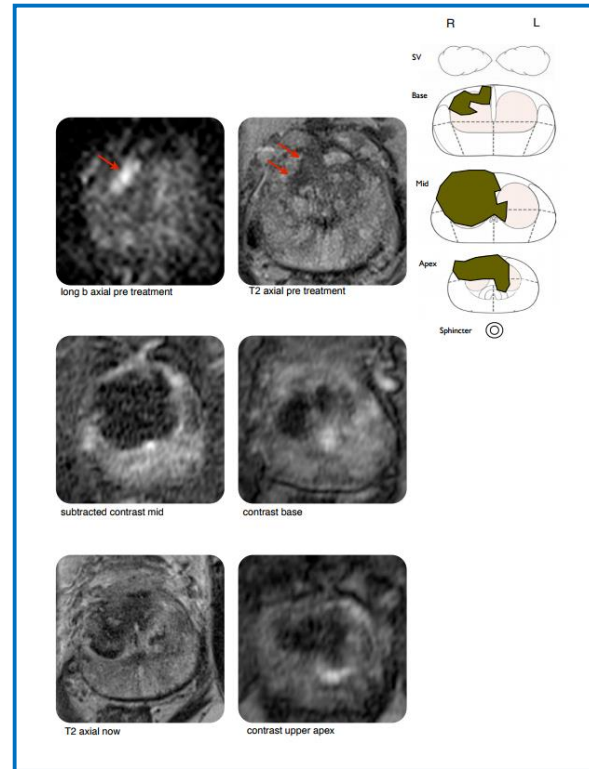 R L
SV
Base
Mid
Apex
Sphincter
long b axial pre treatment T2 axial pre treatment
subtracted contrast mid contrast base
T2 axial now contrast upper apex